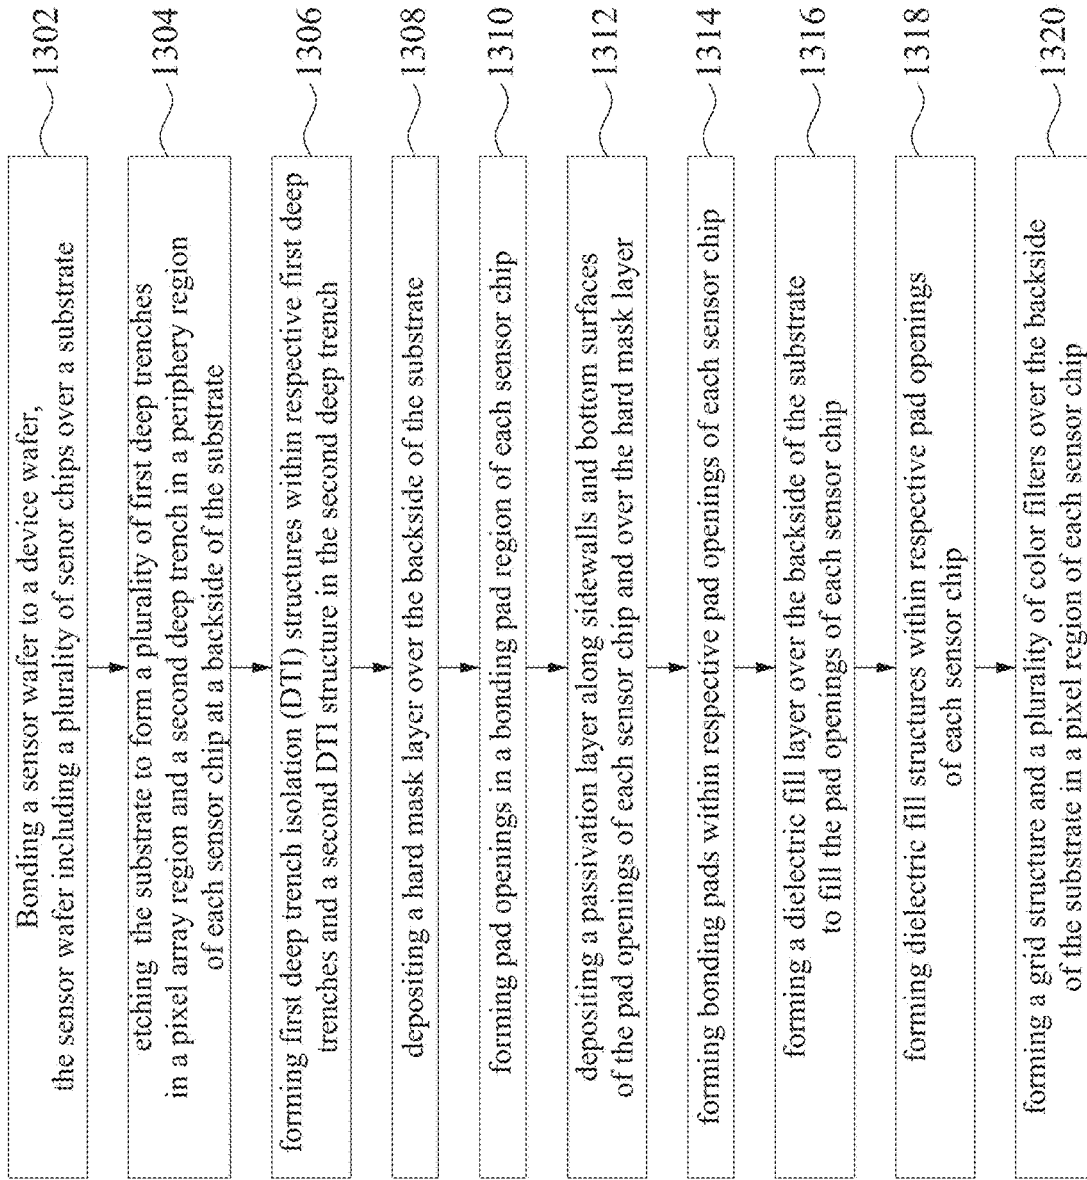 Bonding a sensor wafer to a device wafer,
the sensor wafer including a plurality of senor chips over a substrate
1302
etching the substrate to form a plurality of first deep trenches
in a pixel array region and a second deep trench in a periphery region
of each sensor chip at a backside of the substrate
1304
forming first deep trench isolation (DTI) structures within respective first deep
trenches and a second DTI structure in the second deep trench
1306
depositing a hard mask layer over the backside of the substrate
1308
forming pad openings in a bonding pad region of each sensor chip
1310
depositing a passivation layer along sidewalls and bottom surfaces
of the pad openings of each sensor chip and over the hard mask layer
1312
forming bonding pads within respective pad openings of each sensor chip
1314
forming a dielectric fill layer over the backside of the substrate
to fill the pad openings of each sensor chip
1316
forming dielectric fill structures within respective pad openings
of each sensor chip
1318
forming a grid structure and a plurality of color filters over the backside
of the substrate in a pixel region of each sensor chip
1320